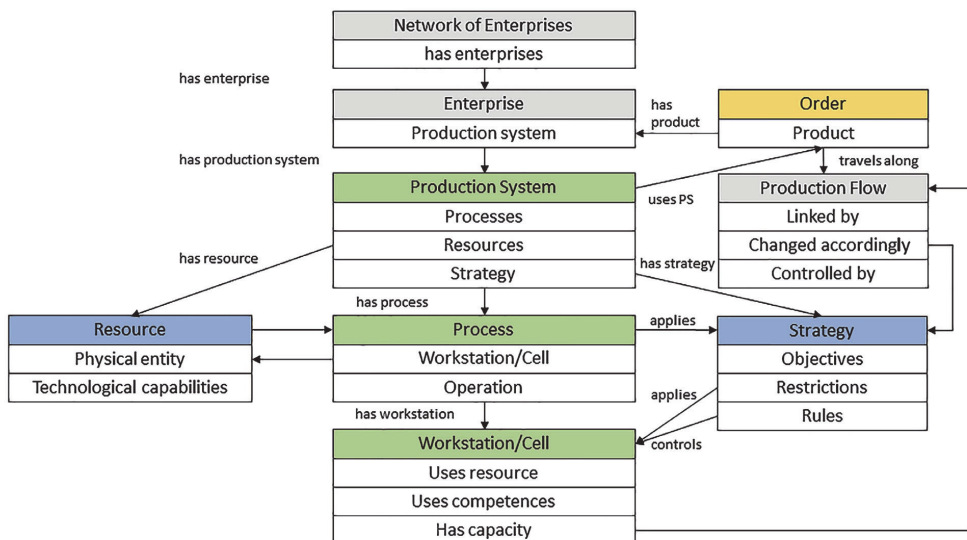 Network of Enterprises
has enterprises
has enterprise
Enterprise
Production system
has
product
Order
Product
has production system
travels along
Production System
Processes
Resources
Strategy
uses PS
Production Flow
Linked by
Changed accordingly
Controlled by
has resource
has strategy
has process
Resource
Physical entity
Technological capabilities
Process
Workstation/Cell
Operation
applies
Strategy
Objectives
Restrictions
Rules
has workstation
applies
controls
Workstation/Cell
Uses resource
Uses competences
Has capacity